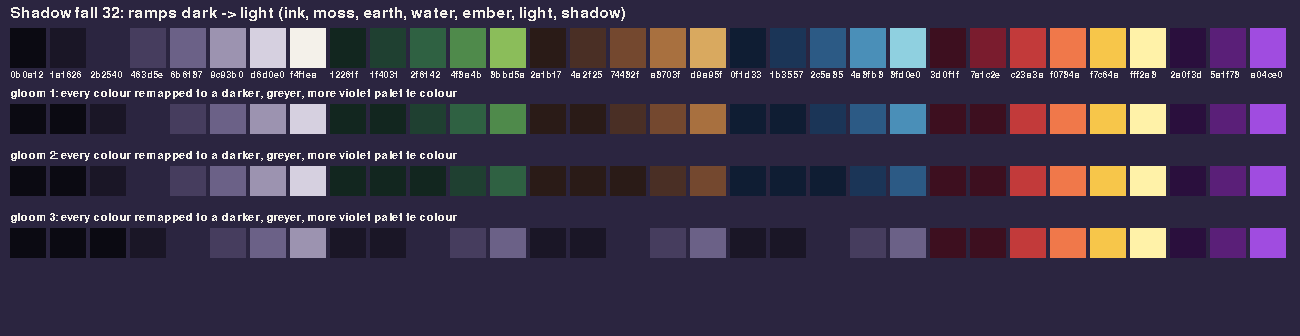 Shadowfall 32: ramps dark -> light (ink, moss, earth, water, ember, light, shadow)
0b0a12 1a1626 2b2540 463d5e 6b6187 9c93b0 d6d0e0 f4f1ea 12261f 1f403f 2f6142 4f8a4b 8bbd5a 2a1b17 4a2f25 74482f a8703f d9a95f 0f1d33 1b3557 2c5a85 4a8fb8 8fd0e0 3d0f1f 7a1c2e c23a3a f0784a f7c64a fff2a8 2a0f3d 5a1f78 a04ce0
gloom 1: every colour remapped to a darker, greyer, more violet palette colour
gloom 2: every colour remapped to a darker, greyer, more violet palette colour
gloom 3: every colour remapped to a darker, greyer, more violet palette colour